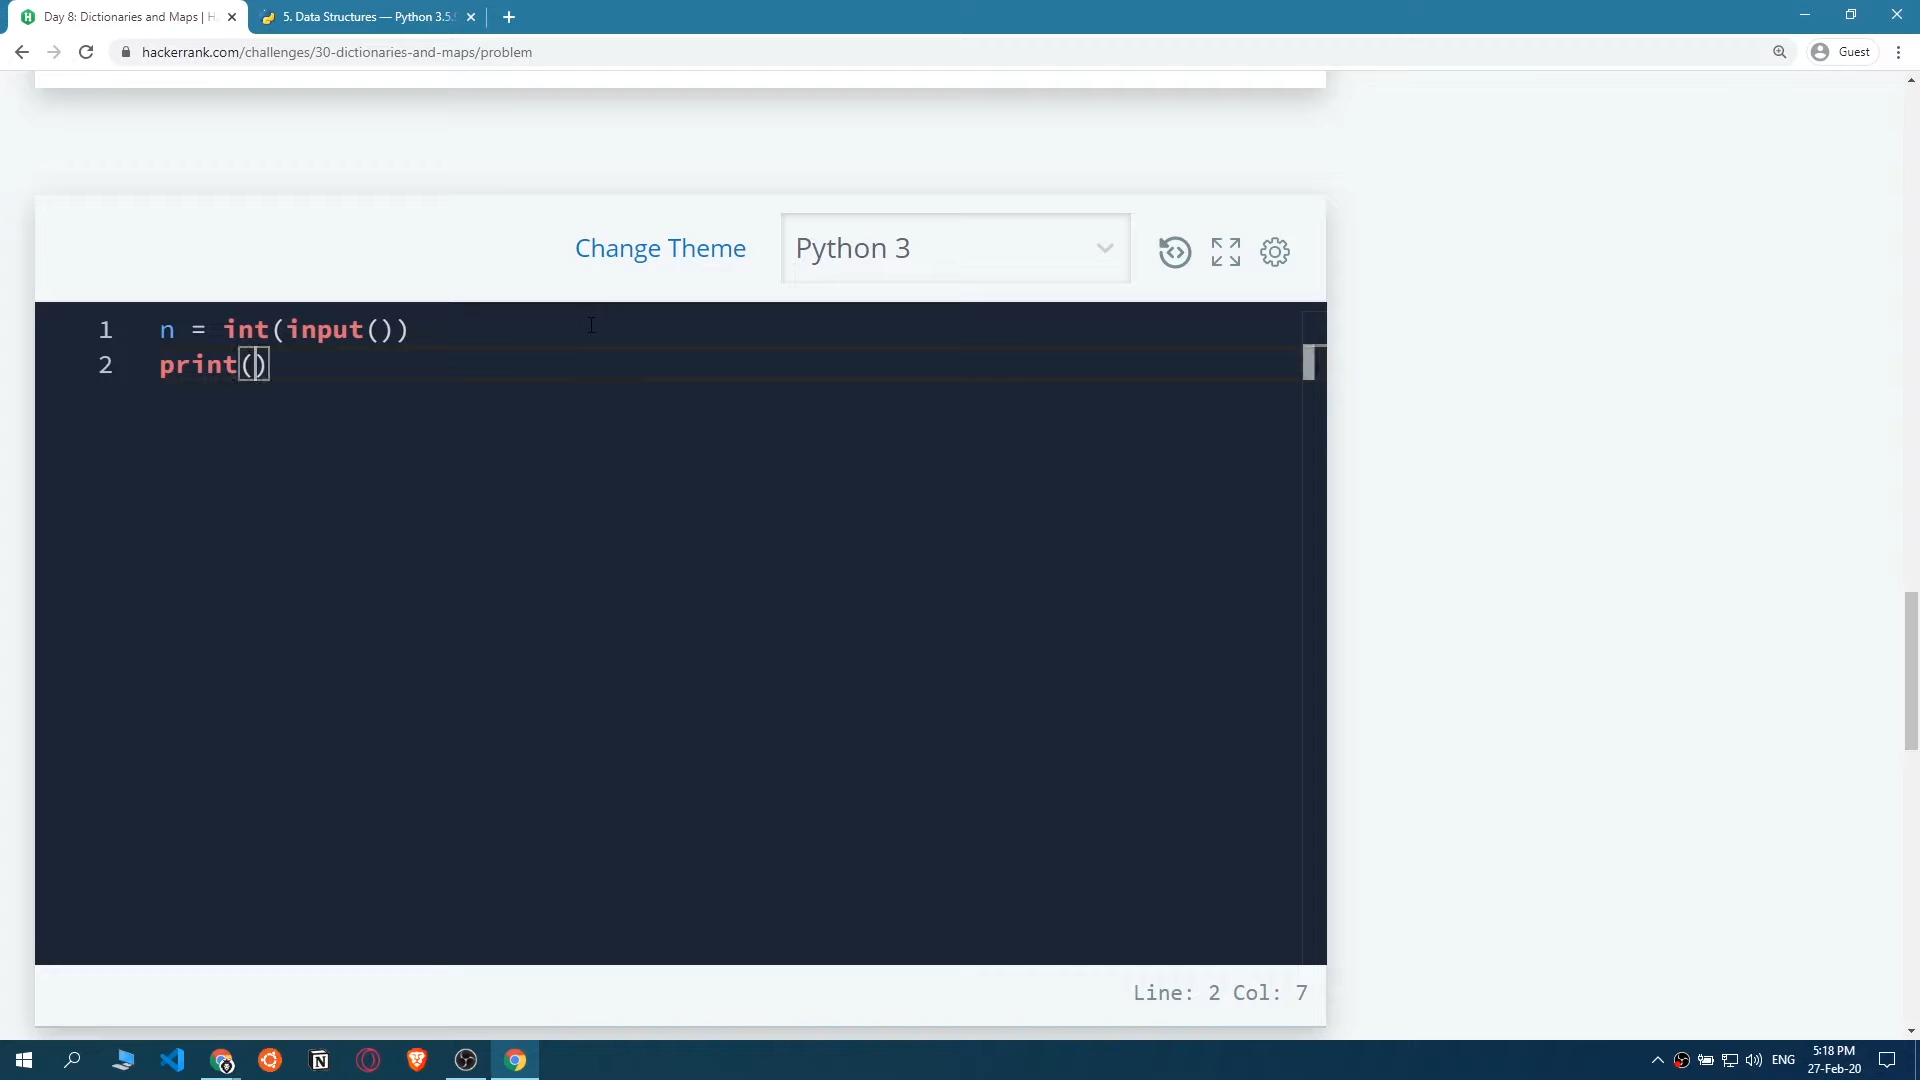 Day 8: Dictionaries and Maps | H
5. Data Structures — Python 3.5.
hackerrank.com/challenges/30-dictionaries-and-maps/problem
Guest
Change Theme
Python 3
1 n = int(input())
2 print()
Line: 2 Col: 7
ENG
5:18 PM
27-Feb-20